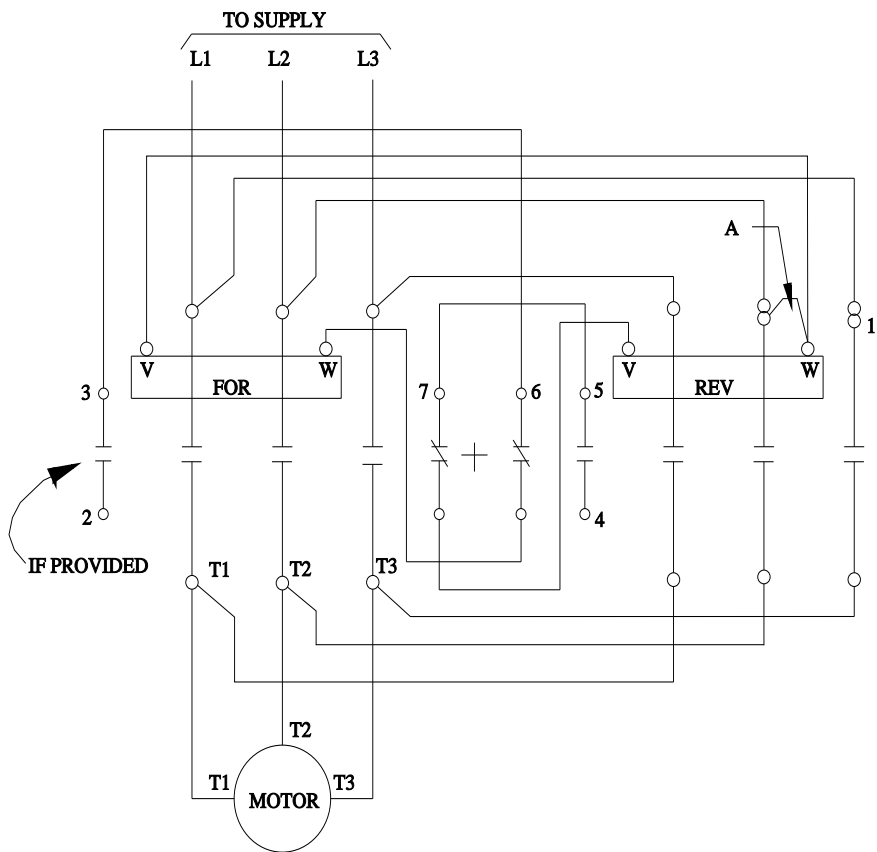 TO SUPPLY
L1 L2 L3
A
1
V W V W
FOR REV
3 7 6 5
2 4
IF PROVIDED
T1 T2 T3
T2
T1 T3
MOTOR